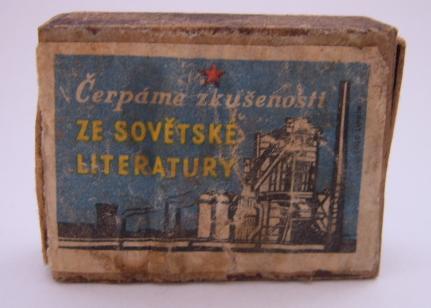 Čerpáme zkušenosti
ZE SOVĚTSKÉ
LITERATURY